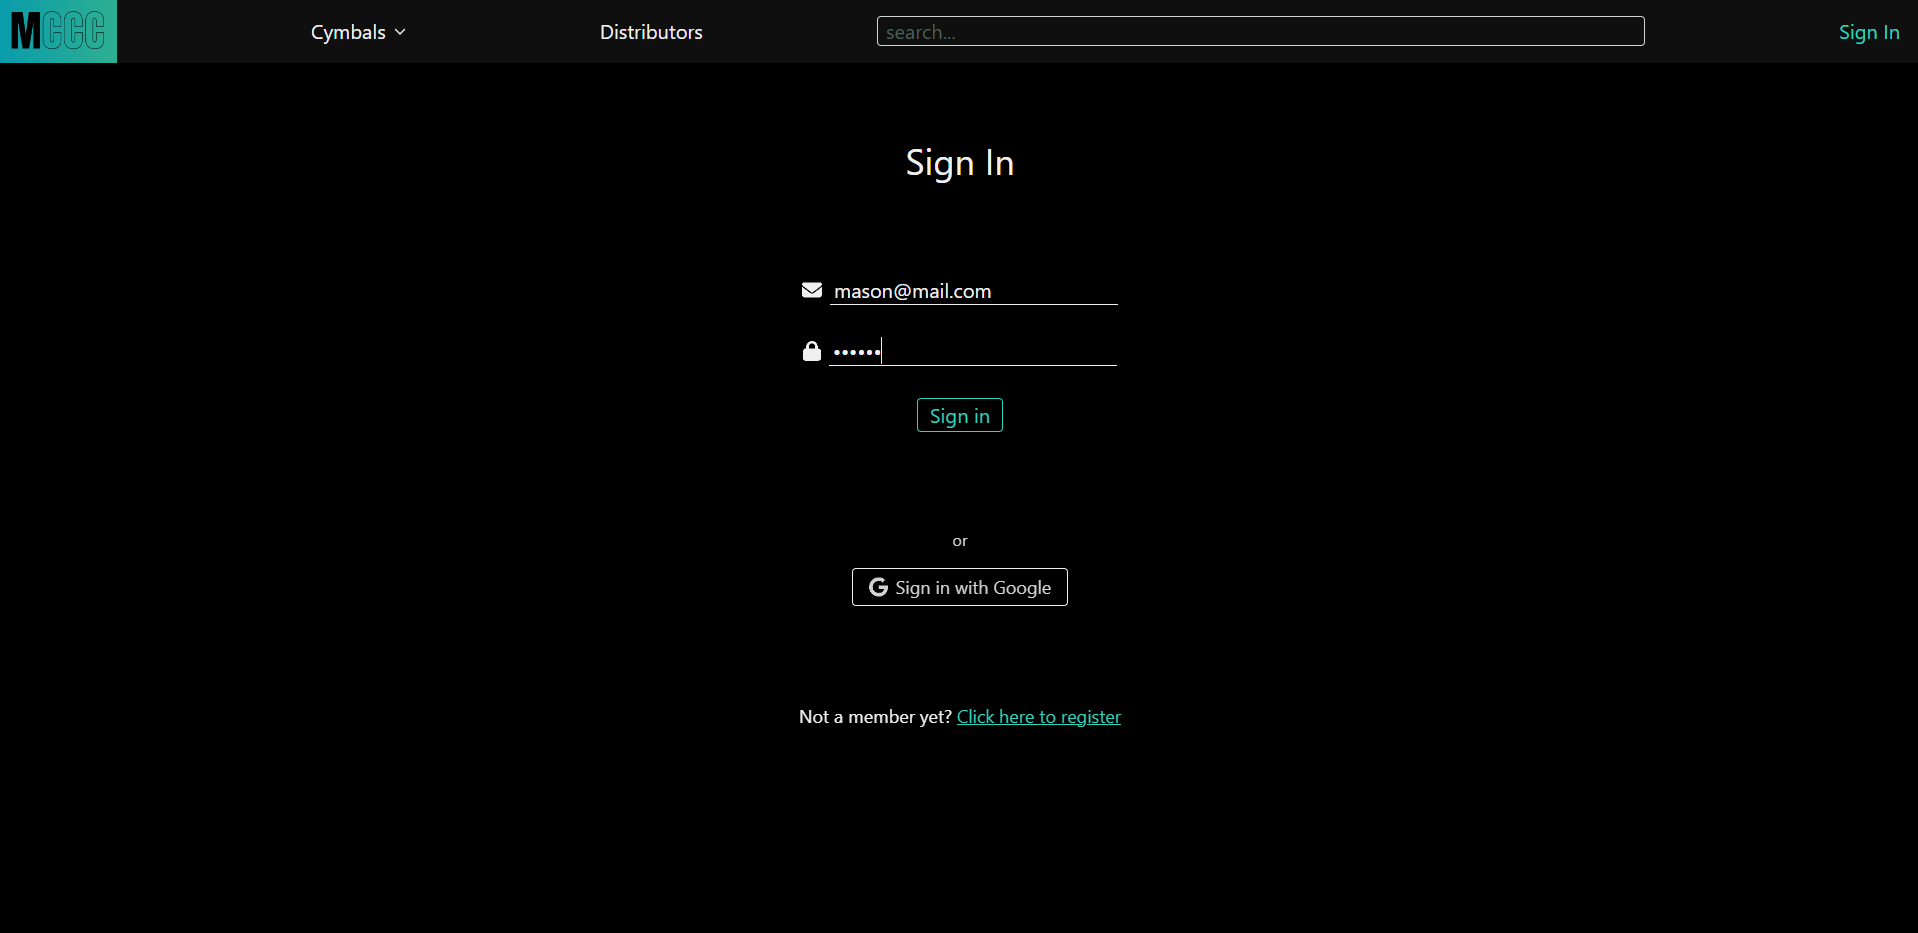 MCCC
Cymbals
Distributors
search...
Sign In
Sign In
mason@mail.com
••••••
Sign in
or
G Sign in with Google
Not a member yet? Click here to register